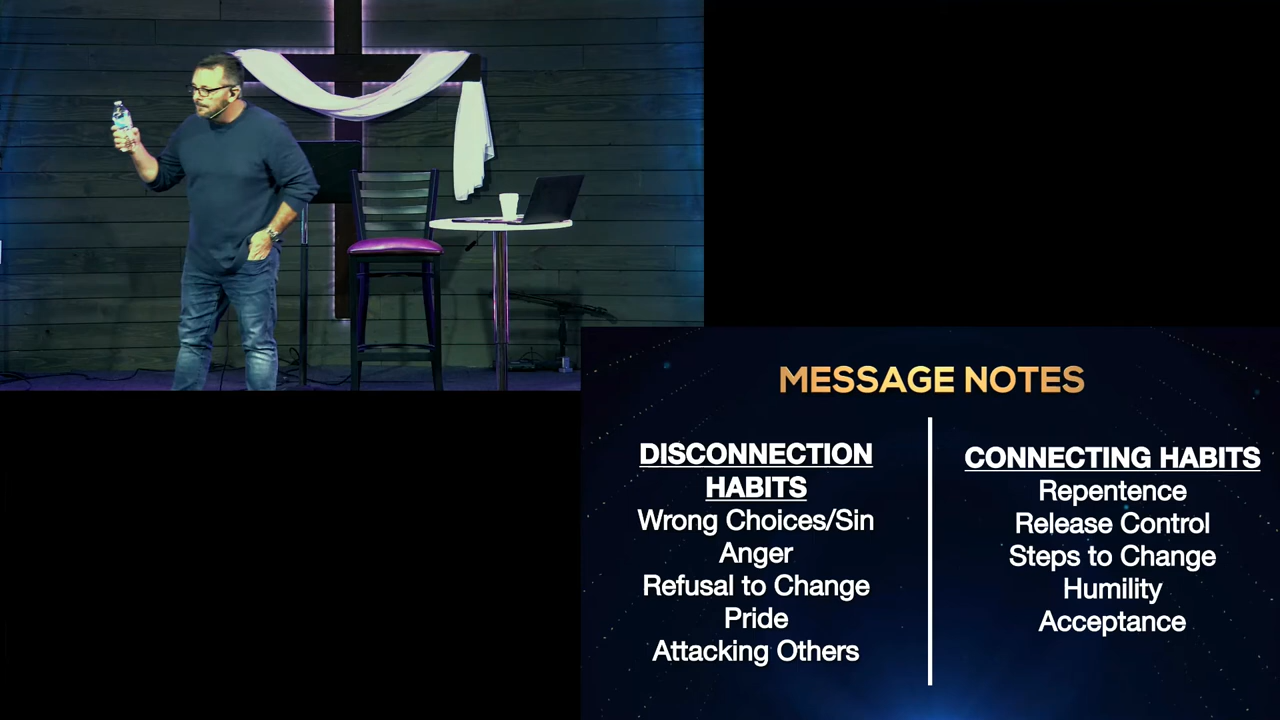 MESSAGE NOTES
DISCONNECTION
HABITS
Wrong Choices/Sin
Anger
Refusal to Change
Pride
Attacking Others
CONNECTING HABITS
Repentence
Release Control
Steps to Change
Humility
Acceptance